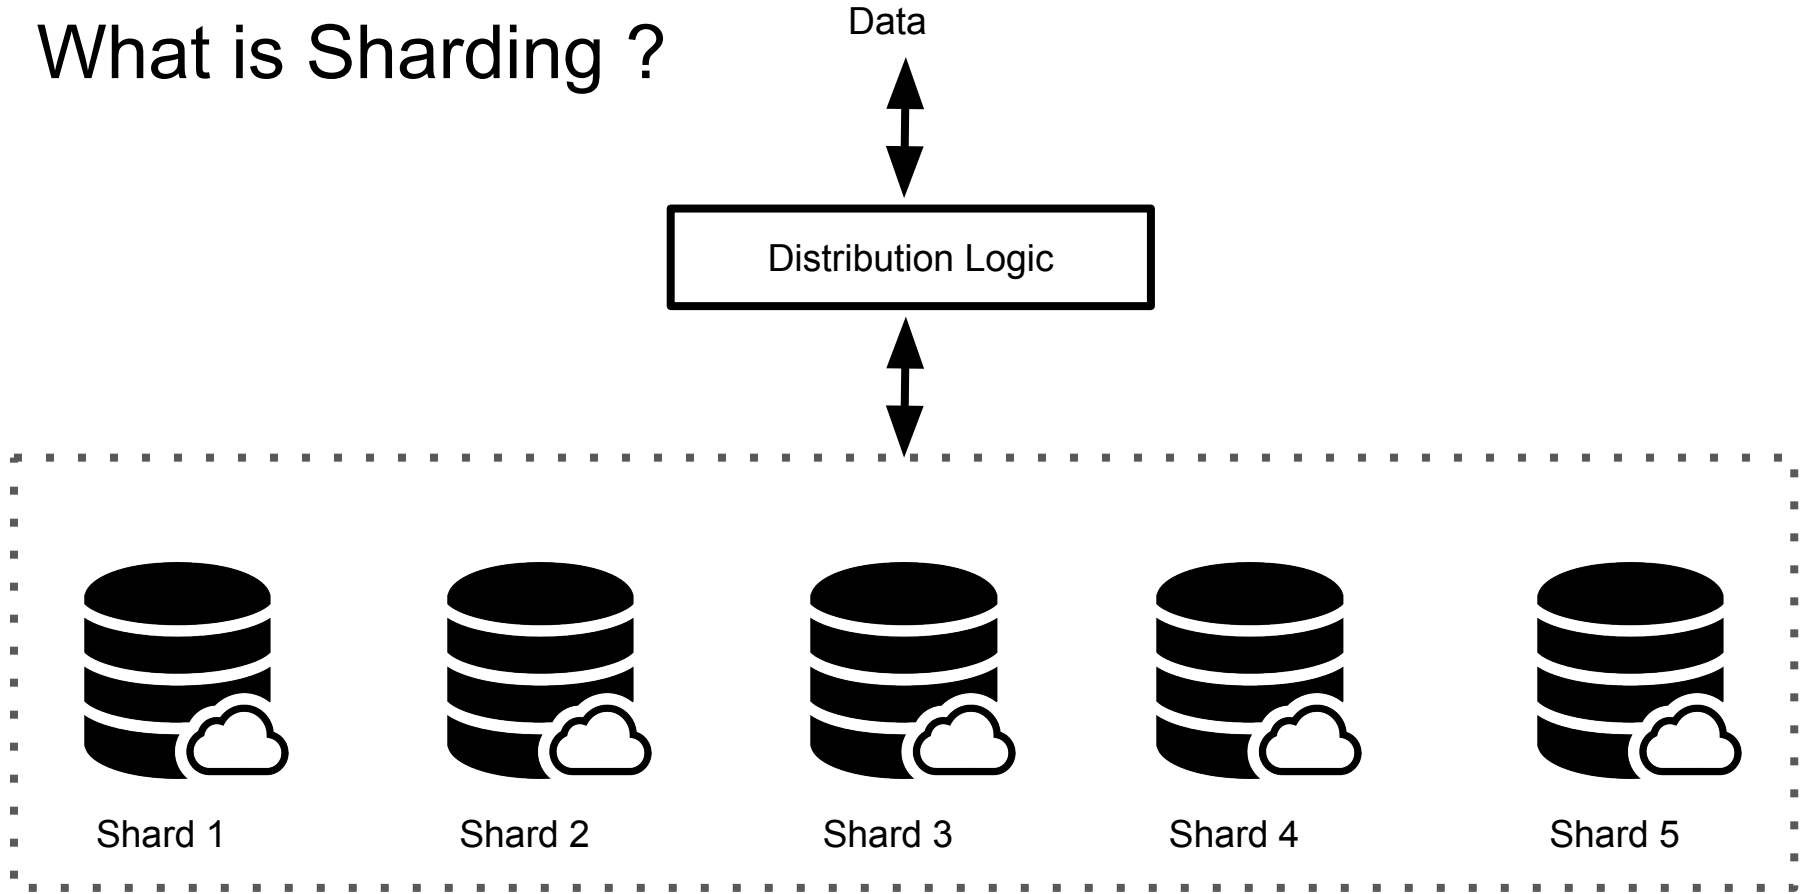 What is Sharding ?
Data
Distribution Logic
Shard 1
Shard 2
Shard 3
Shard 4
Shard 5